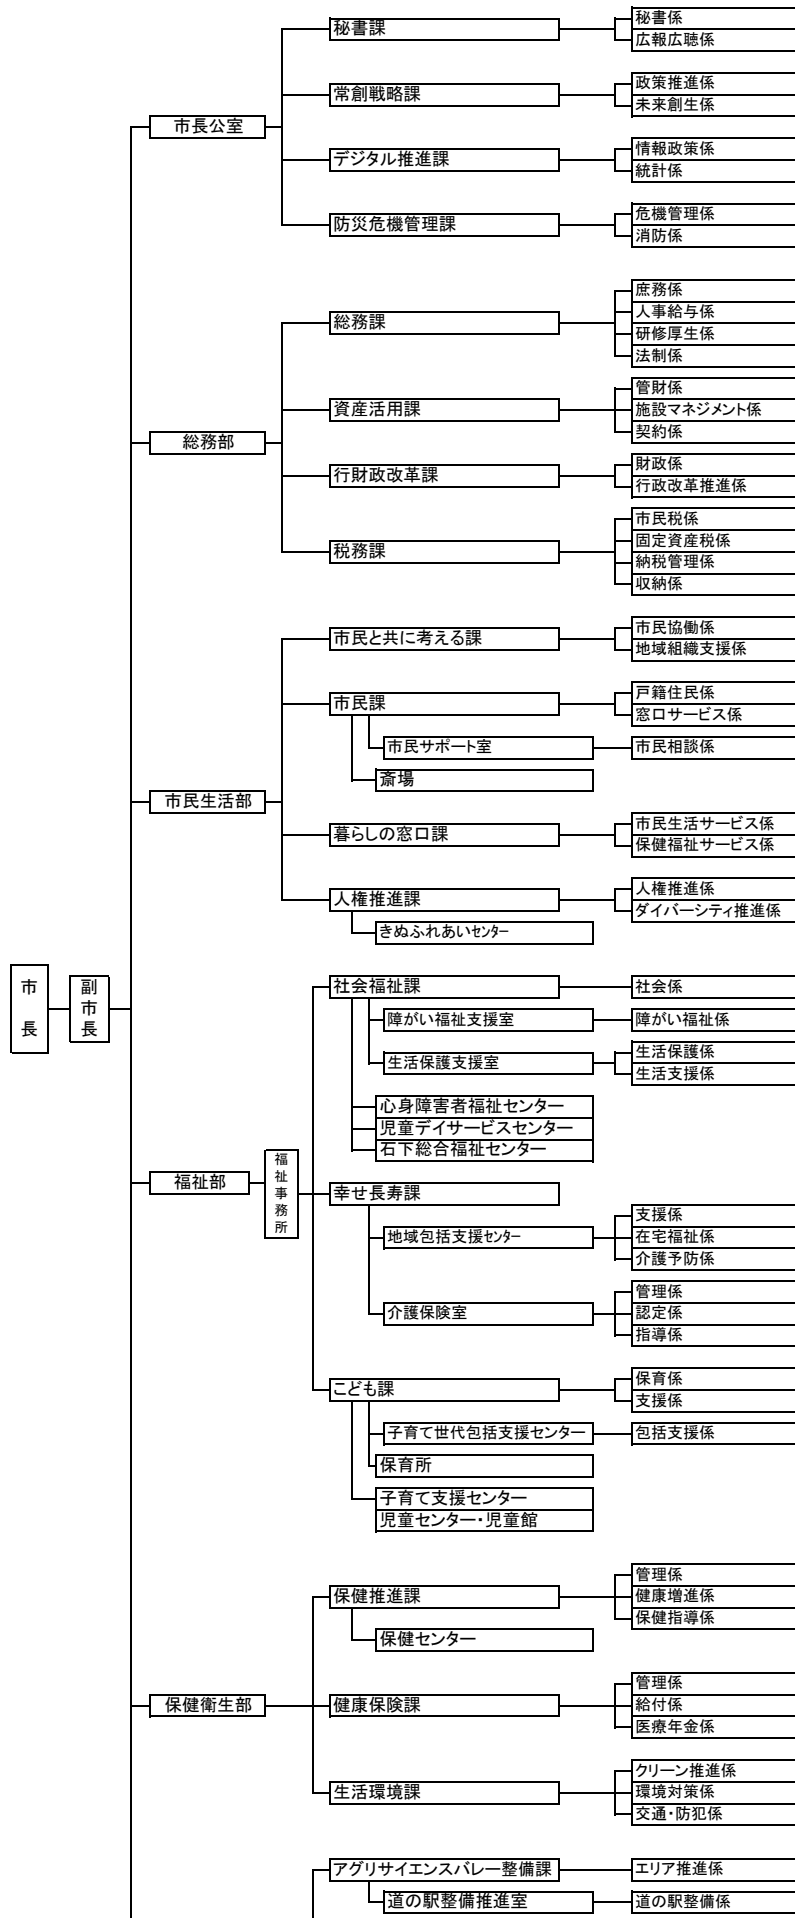 秘書課
秘書係
広報広聴係
常創戦略課
政策推進係
未来創生係
市長公室
デジタル推進課
情報政策係
統計係
防災危機管理課
危機管理係
消防係
総務課
庶務係
人事給与係
研修厚生係
法制係
資産活用課
管財係
施設マネジメント係
契約係
総務部
行財政改革課
財政係
行政改革推進係
税務課
市民税係
固定資産税係
納税管理係
収納係
市民と共に考える課
市民協働係
地域組織支援係
市民課
戸籍住民係
窓口サービス係
市民サポート室
市民相談係
斎場
市民生活部
暮らしの窓口課
市民生活サービス係
保健福祉サービス係
人権推進課
人権推進係
ダイバーシティ推進係
きぬふれあいセンター
市長
副市長
社会福祉課
社会係
障がい福祉支援室
障がい福祉係
生活保護支援室
生活保護係
生活支援係
心身障害者福祉センター
児童デイサービスセンター
石下総合福祉センター
福祉部
福祉事務所
幸せ長寿課
地域包括支援センター
支援係
在宅福祉係
介護予防係
介護保険室
管理係
認定係
指導係
こども課
保育係
支援係
子育て世代包括支援センター
包括支援係
保育所
子育て支援センター
児童センター・児童館
保健推進課
管理係
健康増進係
保健指導係
保健センター
保健衛生部
健康保険課
管理係
給付係
医療年金係
生活環境課
クリーン推進係
環境対策係
交通・防犯係
アグリサイエンスバレー整備課
エリア推進係
道の駅整備推進室
道の駅整備係